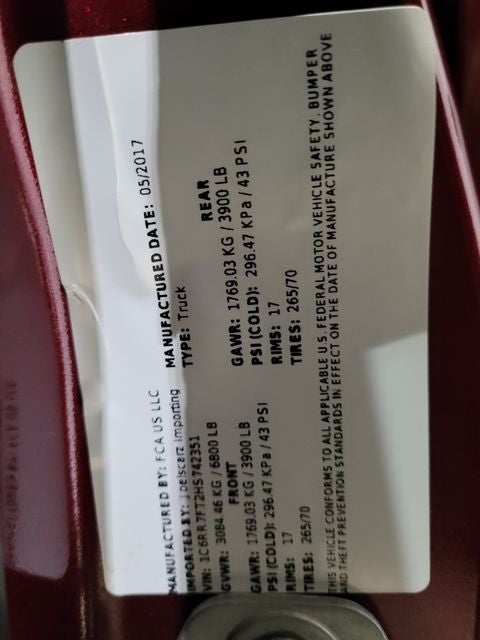 MANUFACTURED BY: FCA US LLC MANUFACTURED DATE: 05/2017
IMPORTED BY: Importing TYPE: Truck
VIN: 1C6RR7FT2HS742351
GVWR: 3084.46 KG / 6800 LB
FRONT REAR
GAWR: 1769.03 KG / 3900 LB GAWR: 1769.03 KG / 3900 LB
PSI (COLD): 296.47 KPa / 43 PSI PSI (COLD): 296.47 KPa / 43 PSI
RIMS: 17 RIMS: 17
TIRES: 265/70 TIRES: 265/70
THIS VEHICLE CONFORMS TO ALL APPLICABLE U.S. FEDERAL MOTOR VEHICLE SAFETY, BUMPER
AND THEFT PREVENTION STANDARDS IN EFFECT ON THE DATE OF MANUFACTURE SHOWN ABOVE